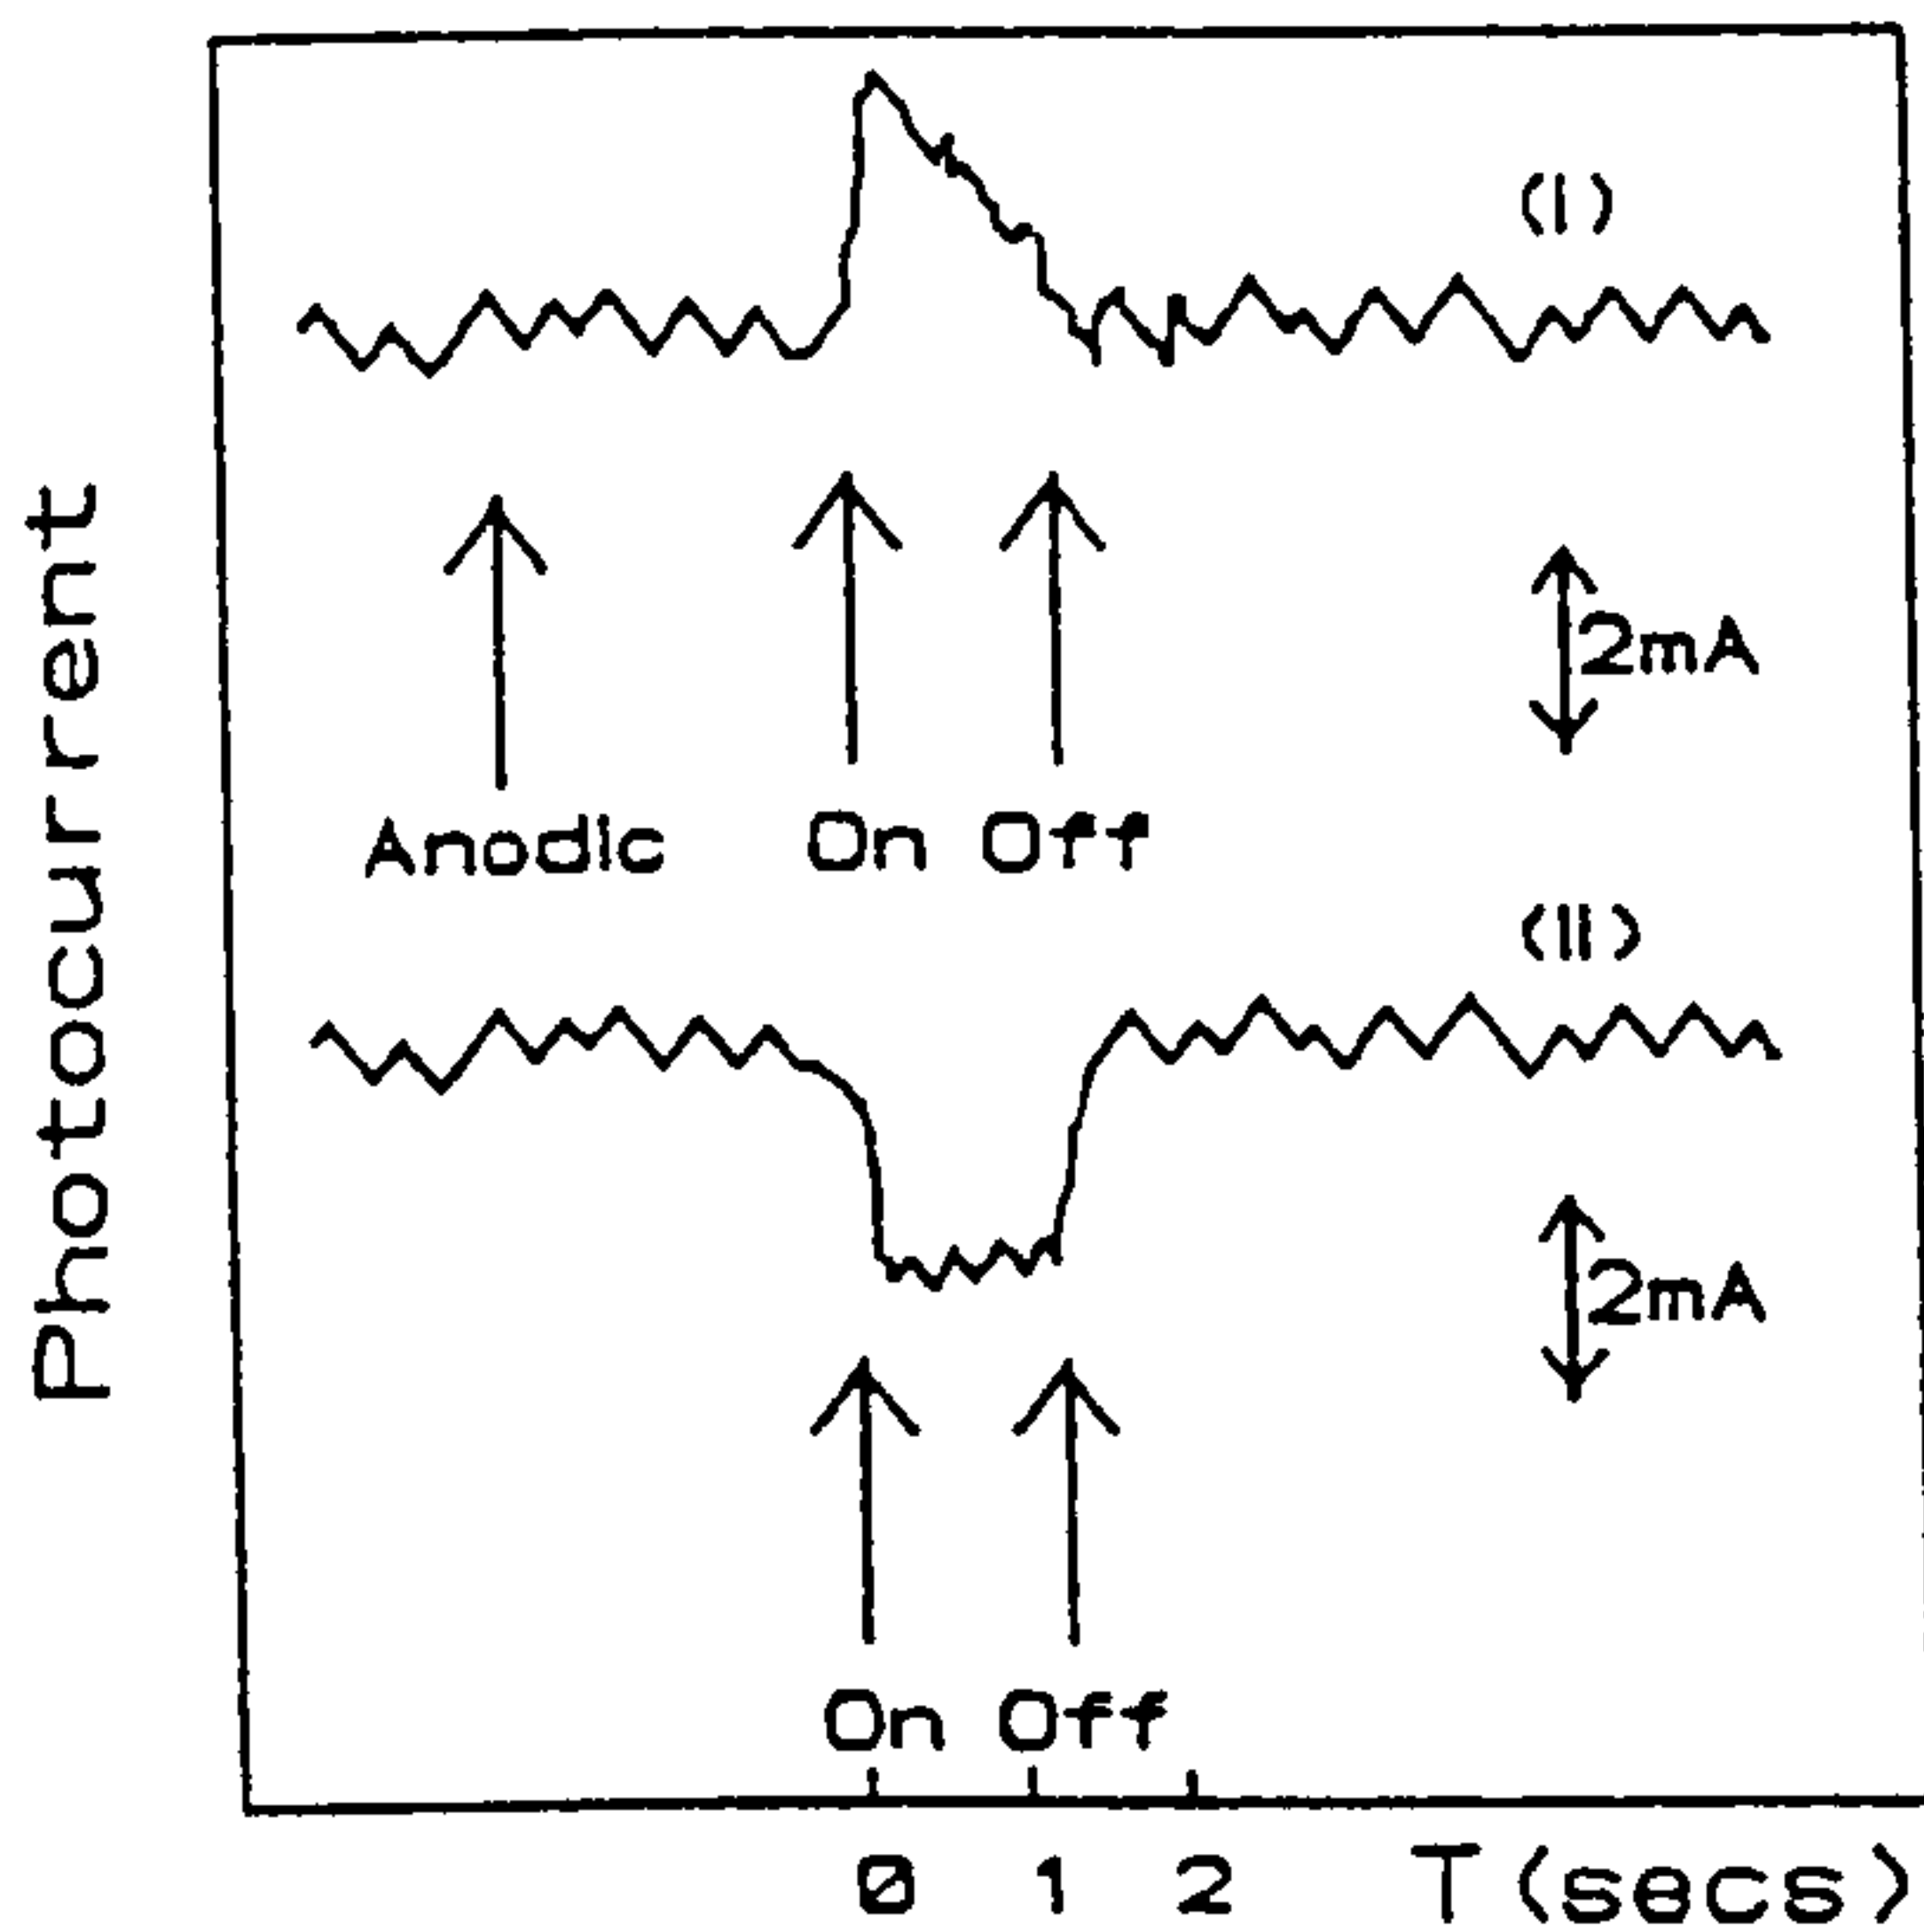 Photocurrent
(I)
2mA
Anodic On Off
(II)
2mA
On Off
0 1 2 T(secs)